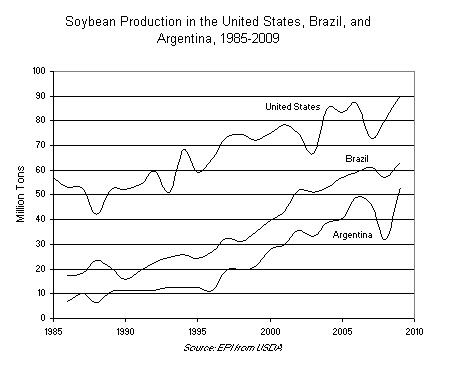 Soybean Production in the United States, Brazil, and
Argentina, 1985-2009
100
90
80
70
60
50
40
30
20
10
0
Million Tons
United States
Brazil
Argentina
1985 1990 1995 2000 2005 2010
Source: EPI from USDA